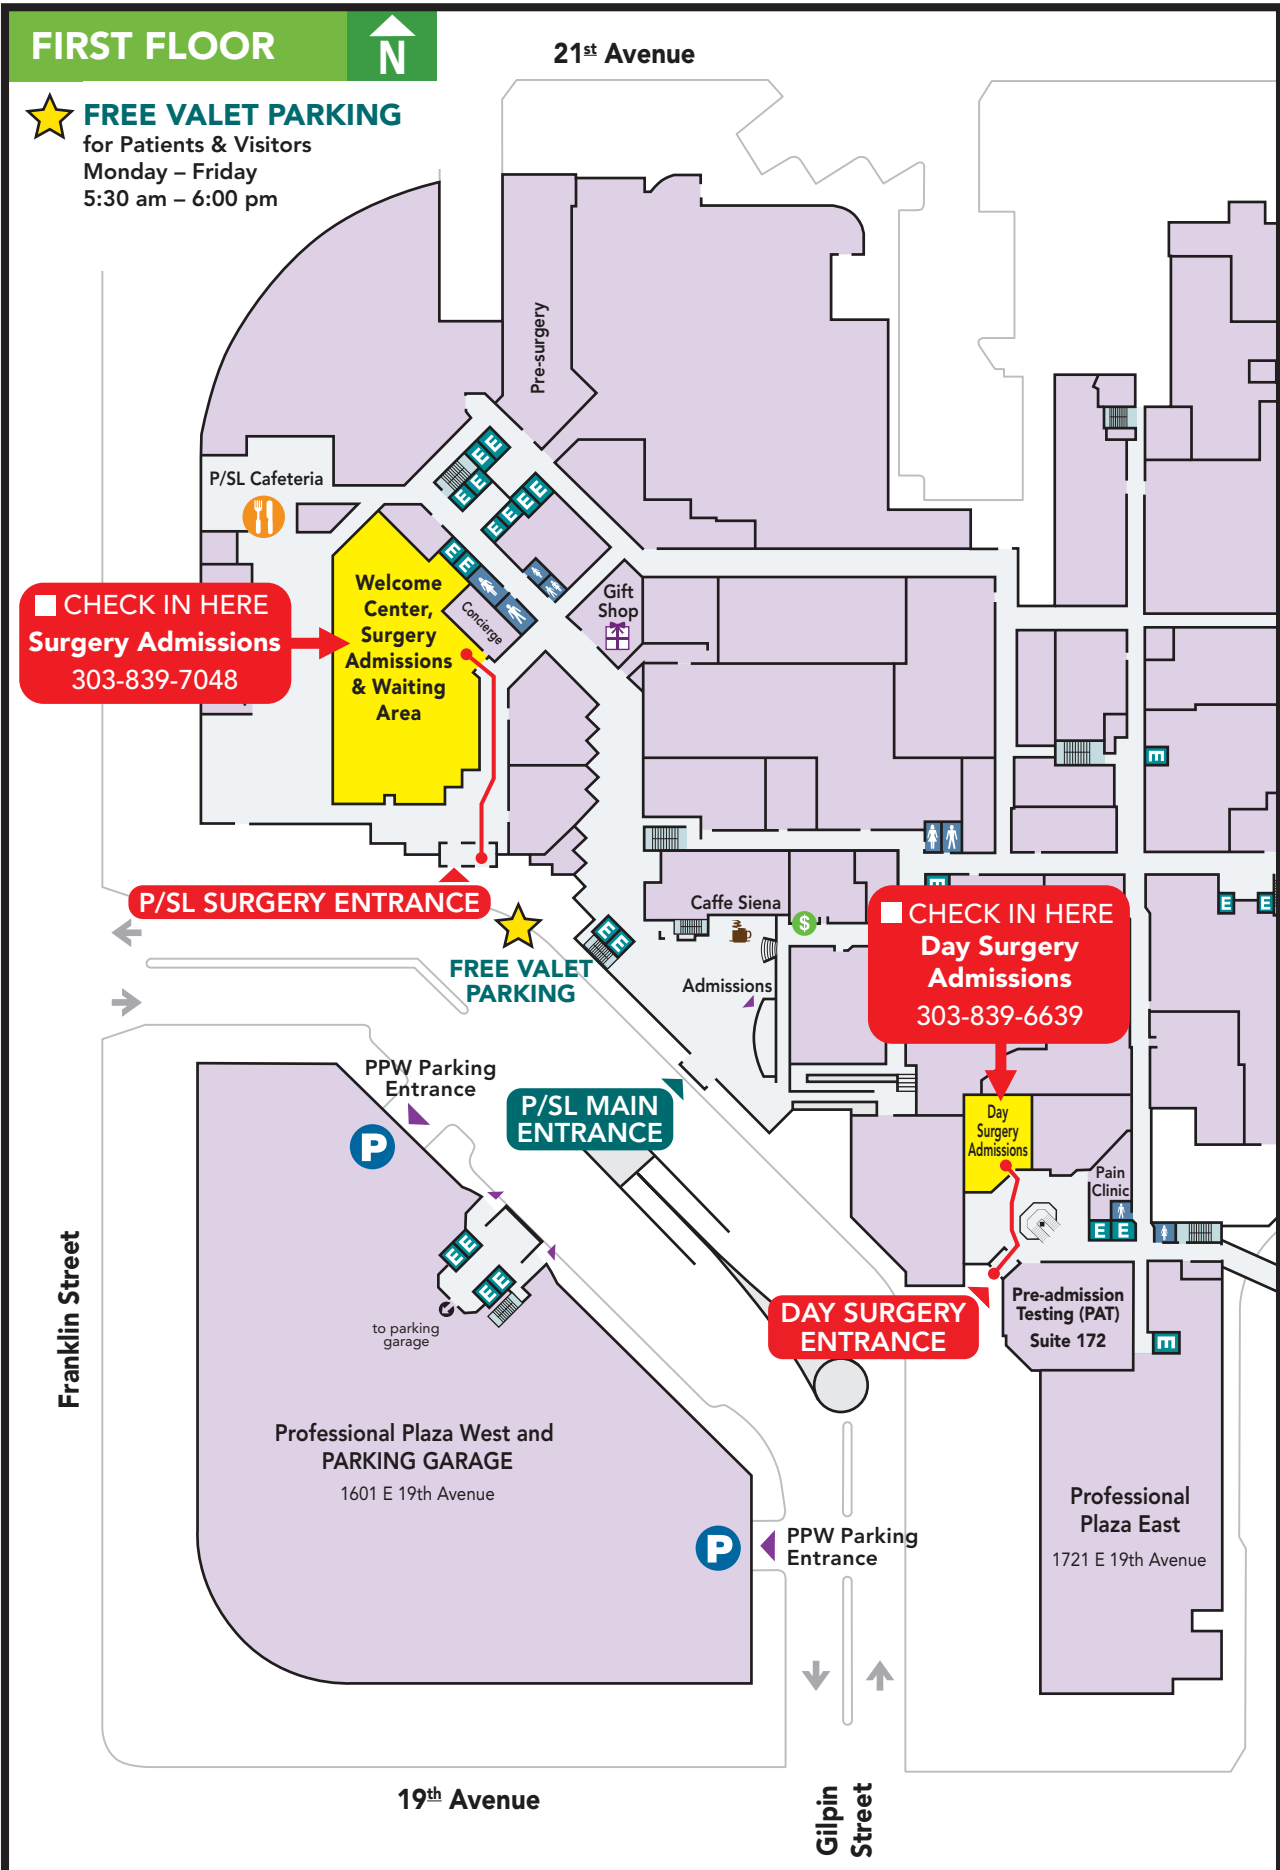 FIRST FLOOR
N
21st Avenue
FREE VALET PARKING
for Patients & Visitors
Monday – Friday
5:30 am – 6:00 pm
Pre-surgery
P/SL Cafeteria
E E
E E
E E E E
E E
Welcome
Center,
Surgery
Admissions
& Waiting
Area
Concierge
Gift
Shop
CHECK IN HERE
Surgery Admissions
303-839-7048
E
E
E
E
P/SL SURGERY ENTRANCE
FREE VALET
PARKING
E E
Caffe Siena
$
Admissions
CHECK IN HERE
Day Surgery
Admissions
303-839-6639
PPW Parking
Entrance
P
P/SL MAIN
ENTRANCE
Day
Surgery
Admissions
Pain
Clinic
E E
E E
E E
to parking
garage
DAY SURGERY
ENTRANCE
Pre-admission
Testing (PAT)
Suite 172
E
Franklin Street
Professional Plaza West and
PARKING GARAGE
1601 E 19th Avenue
P
PPW Parking
Entrance
Professional
Plaza East
1721 E 19th Avenue
19th Avenue
Gilpin
Street